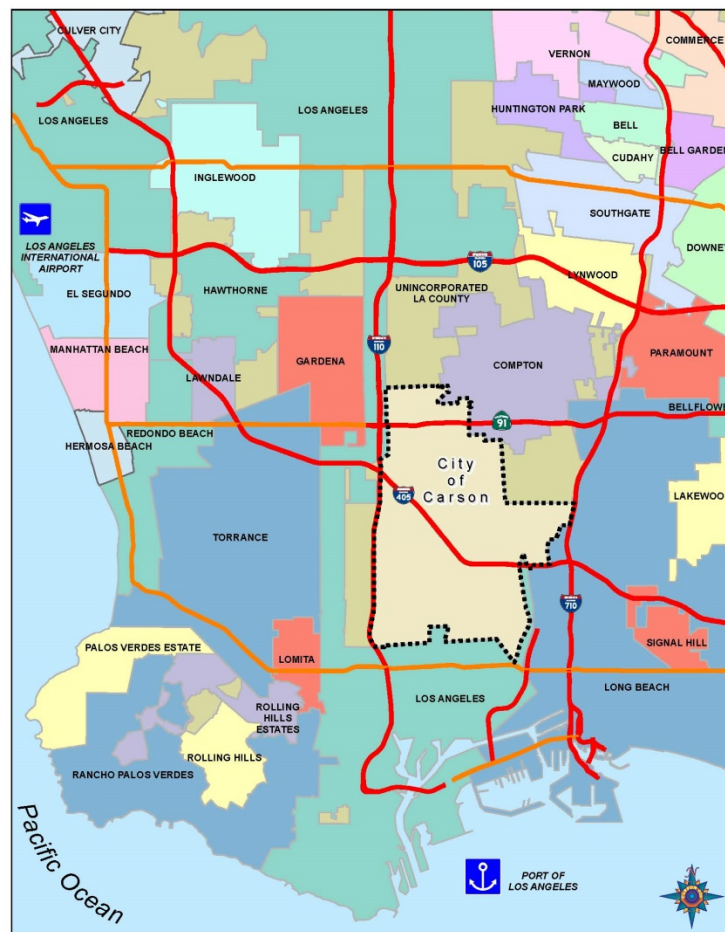 CULVER CITY
COMMERCE
VERNON
MAYWOOD
LOS ANGELES
LOS ANGELES
HUNTINGTON PARK
BELL
BELL GARDE
CUDAHY
INGLEWOOD
SOUTHGATE
LOS ANGELES
INTERNATIONAL
AIRPORT
DOWNE
105
LYNWOOD
EL SEGUNDO
HAWTHORNE
UNINCORPORATED
LA COUNTY
110
MANHATTAN BEACH
GARDENA
COMPTON
PARAMOUNT
LAWNDALE
BELLFLOW
91
REDONDO BEACH
HERMOSA BEACH
City
of
Carson
405
LAKEWOO
TORRANCE
710
PALOS VERDES ESTATE
LOMITA
SIGNAL HILL
LOS ANGELES
LONG BEACH
ROLLING
HILLS
ESTATES
ROLLING HILLS
RANCHO PALOS VERDES
Pacific Ocean
PORT OF
LOS ANGELES
N